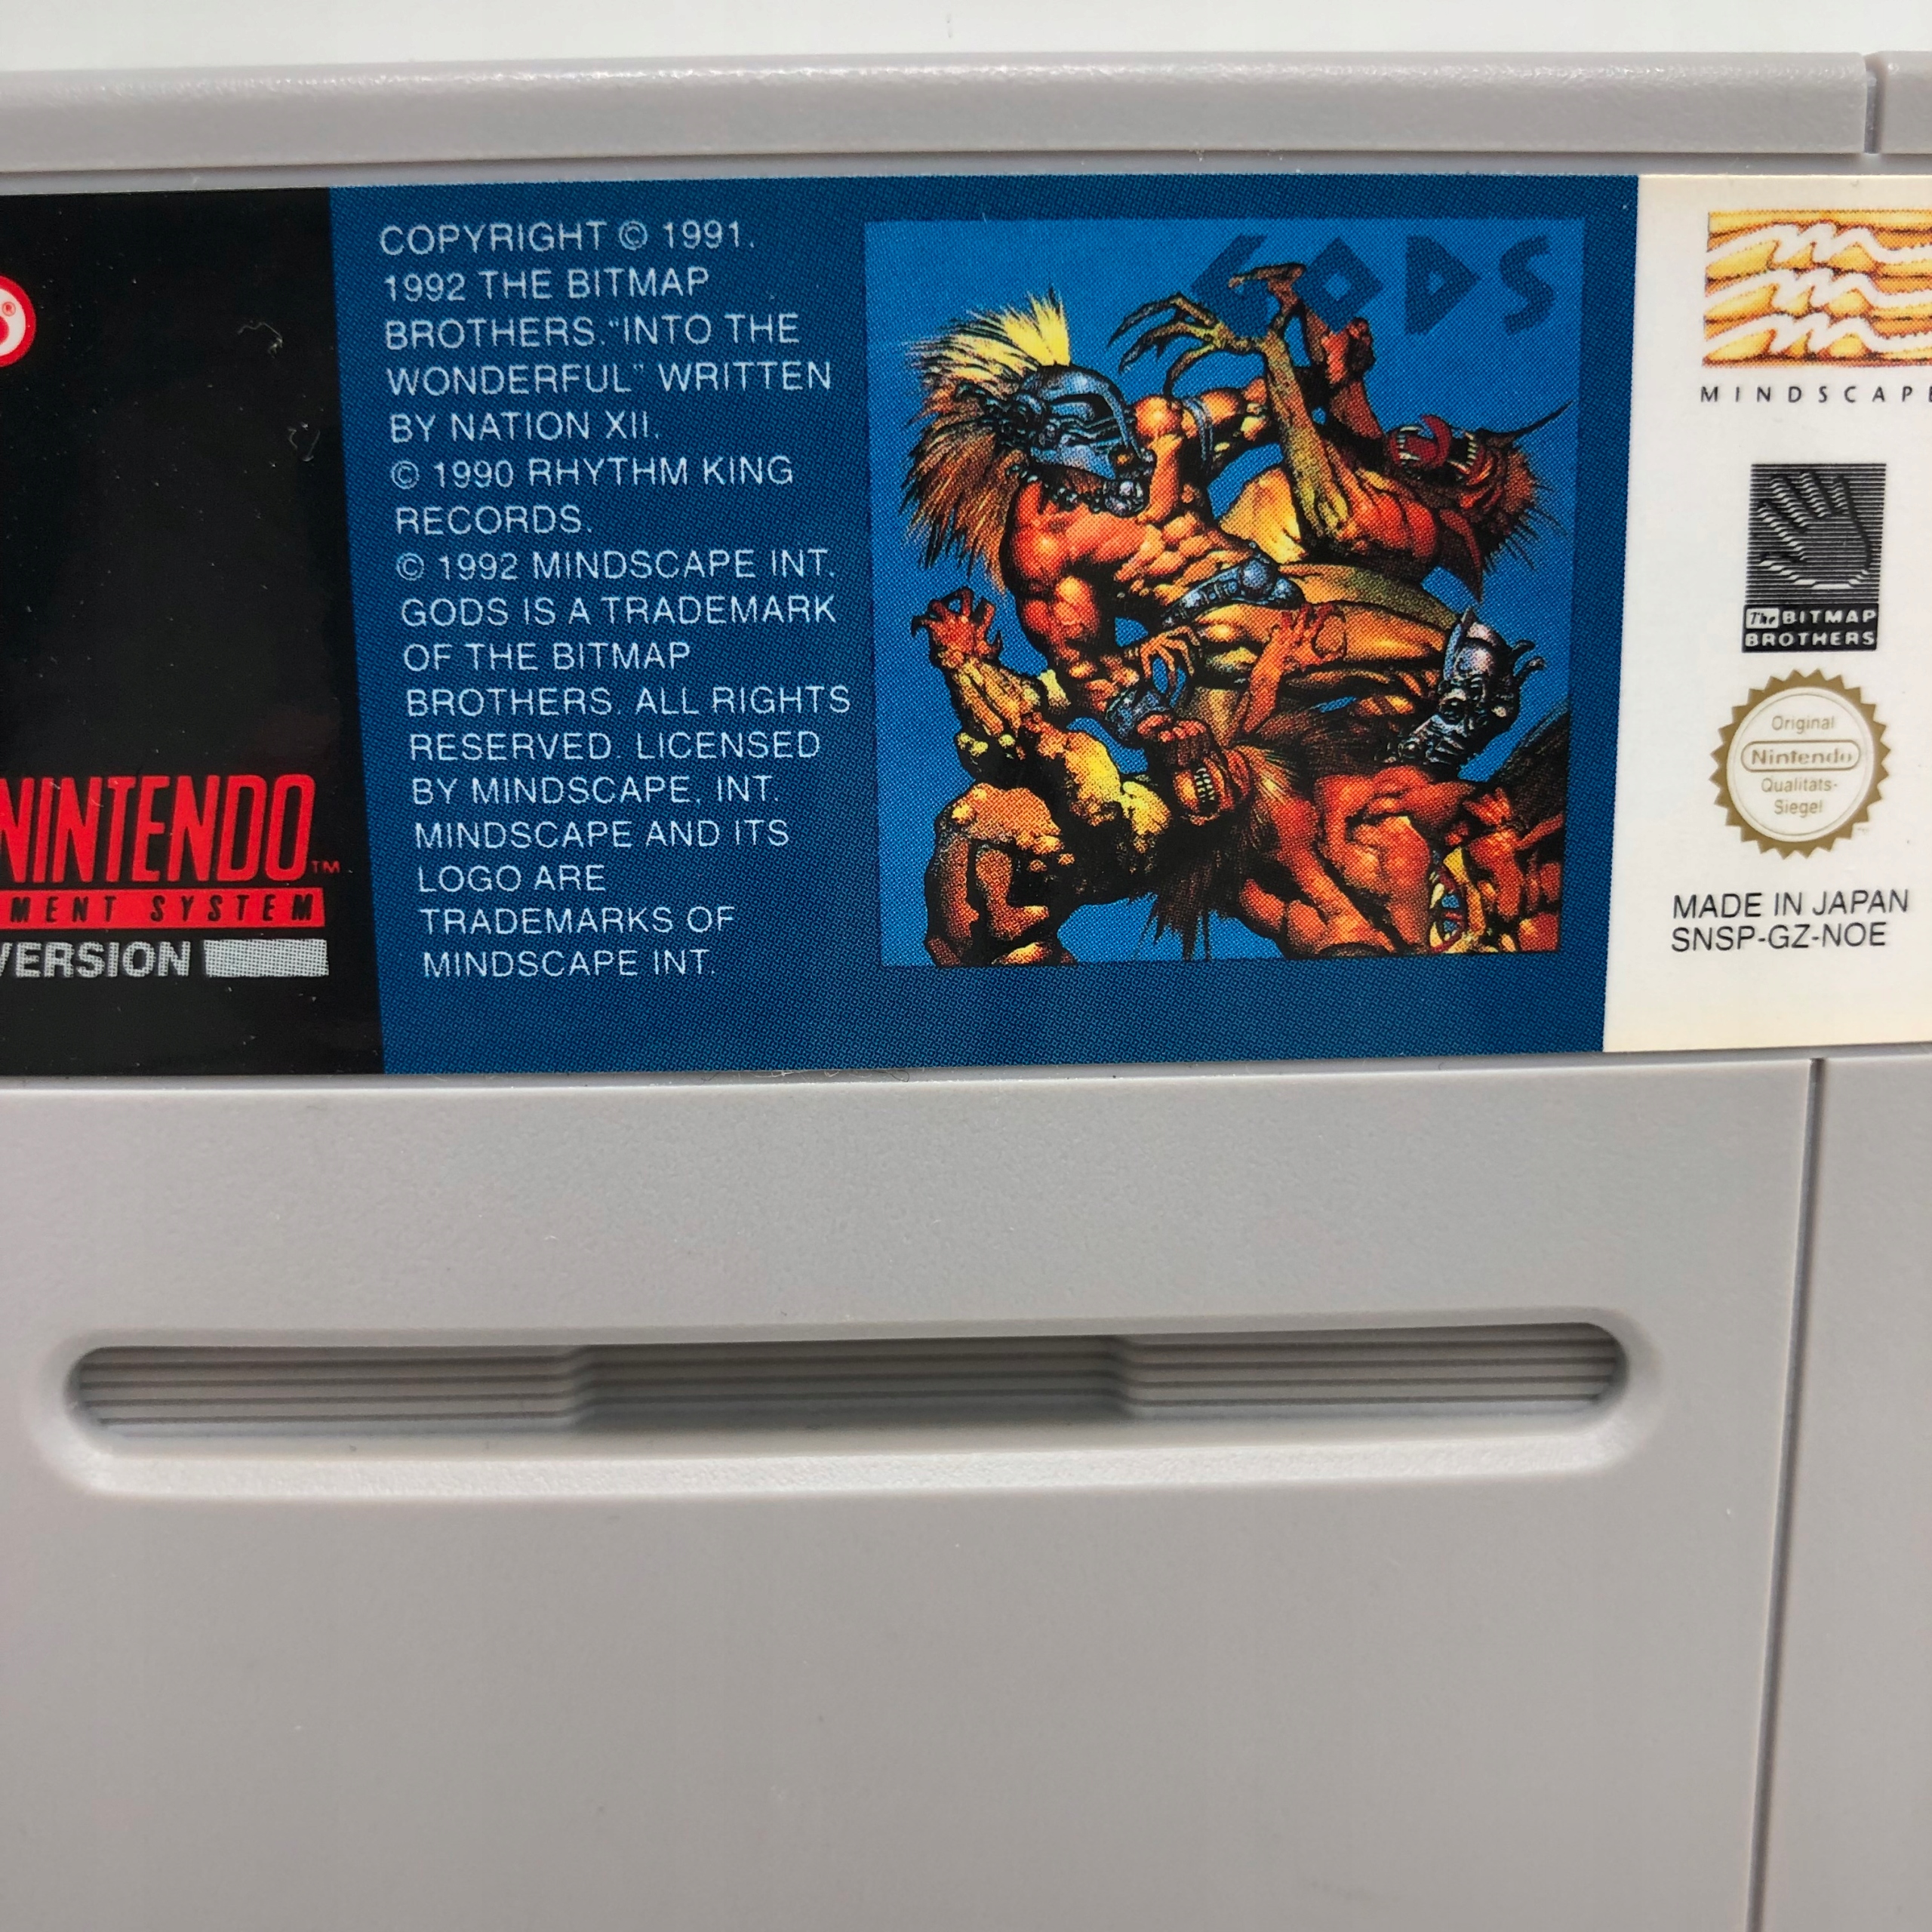 NINTENDO™
MENT SYSTEM
VERSION
COPYRIGHT © 1991.
1992 THE BITMAP
BROTHERS."INTO THE
WONDERFUL" WRITTEN
BY NATION XII.
© 1990 RHYTHM KING
RECORDS.
© 1992 MINDSCAPE INT.
GODS IS A TRADEMARK
OF THE BITMAP
BROTHERS. ALL RIGHTS
RESERVED. LICENSED
BY MINDSCAPE, INT.
MINDSCAPE AND ITS
LOGO ARE
TRADEMARKS OF
MINDSCAPE INT.
GODS
MINDSCAPE
The BITMAP
BROTHERS
Original
Nintendo
Qualitäts-
Siegel
MADE IN JAPAN
SNSP-GZ-NOE